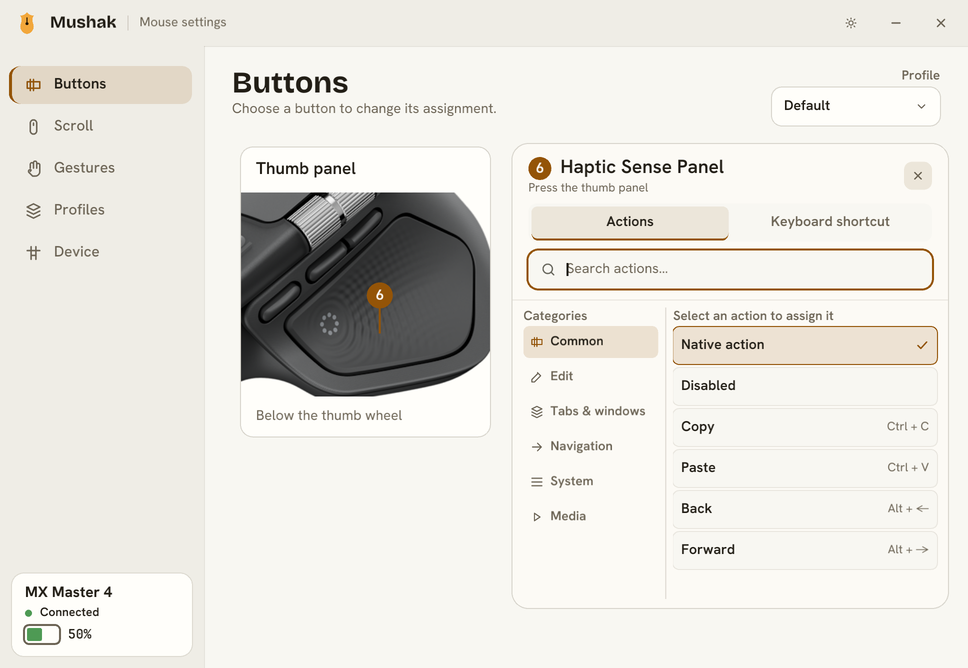 Mushak
Mouse settings
Buttons
Scroll
Gestures
Profiles
Device
MX Master 4
Connected
50%
Buttons
Choose a button to change its assignment.
Profile
Default
Thumb panel
6
Below the thumb wheel
6 Haptic Sense Panel
Press the thumb panel
Actions
Keyboard shortcut
Search actions...
Categories
Common
Edit
Tabs & windows
Navigation
System
Media
Select an action to assign it
Native action
Disabled
Copy Ctrl + C
Paste Ctrl + V
Back Alt + ←
Forward Alt + →